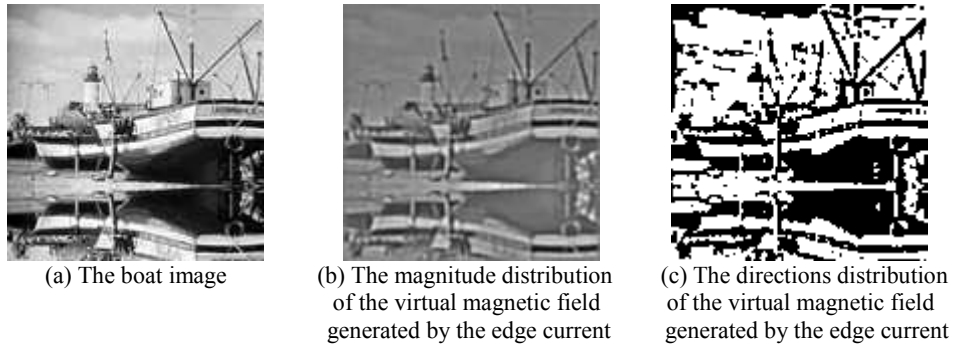 (a) The boat image
(b) The magnitude distribution
of the virtual magnetic field
generated by the edge current
(c) The directions distribution
of the virtual magnetic field
generated by the edge current